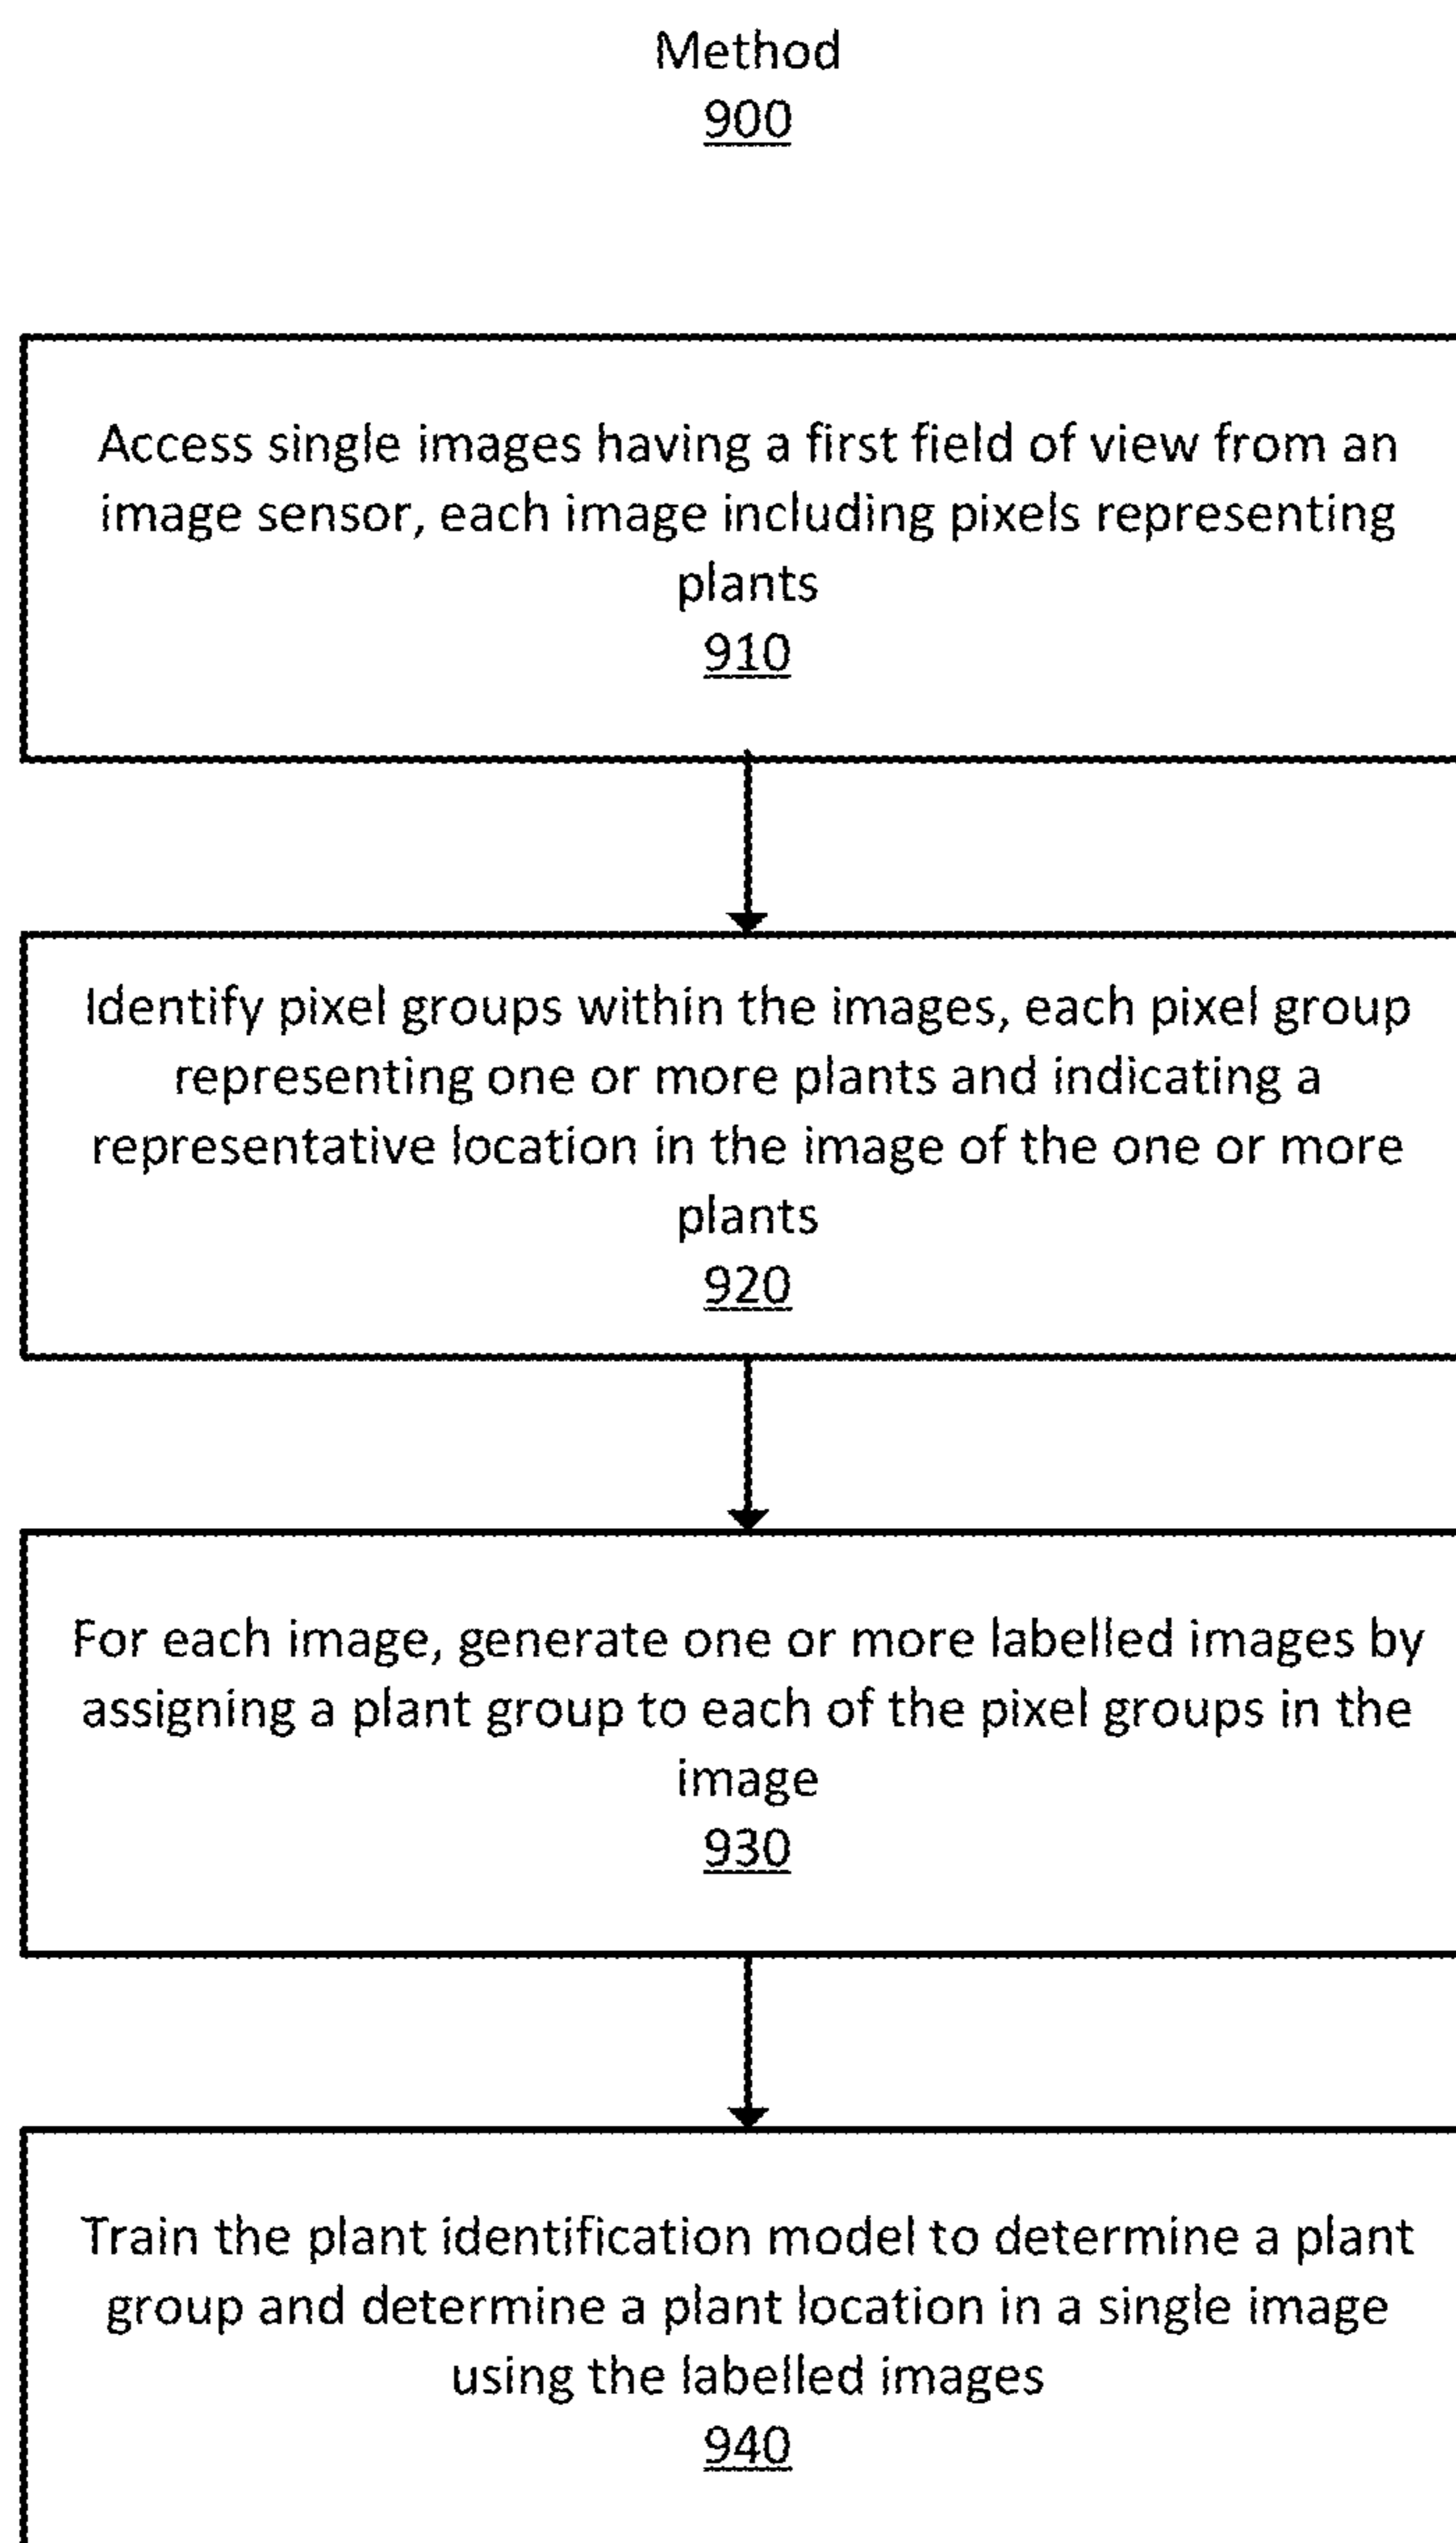 Method
900
Access single images having a first field of view from an
image sensor, each image including pixels representing
plants
910
Identify pixel groups within the images, each pixel group
representing one or more plants and indicating a
representative location in the image of the one or more
plants
920
For each image, generate one or more labelled images by
assigning a plant group to each of the pixel groups in the
image
930
Train the plant identification model to determine a plant
group and determine a plant location in a single image
using the labelled images
940